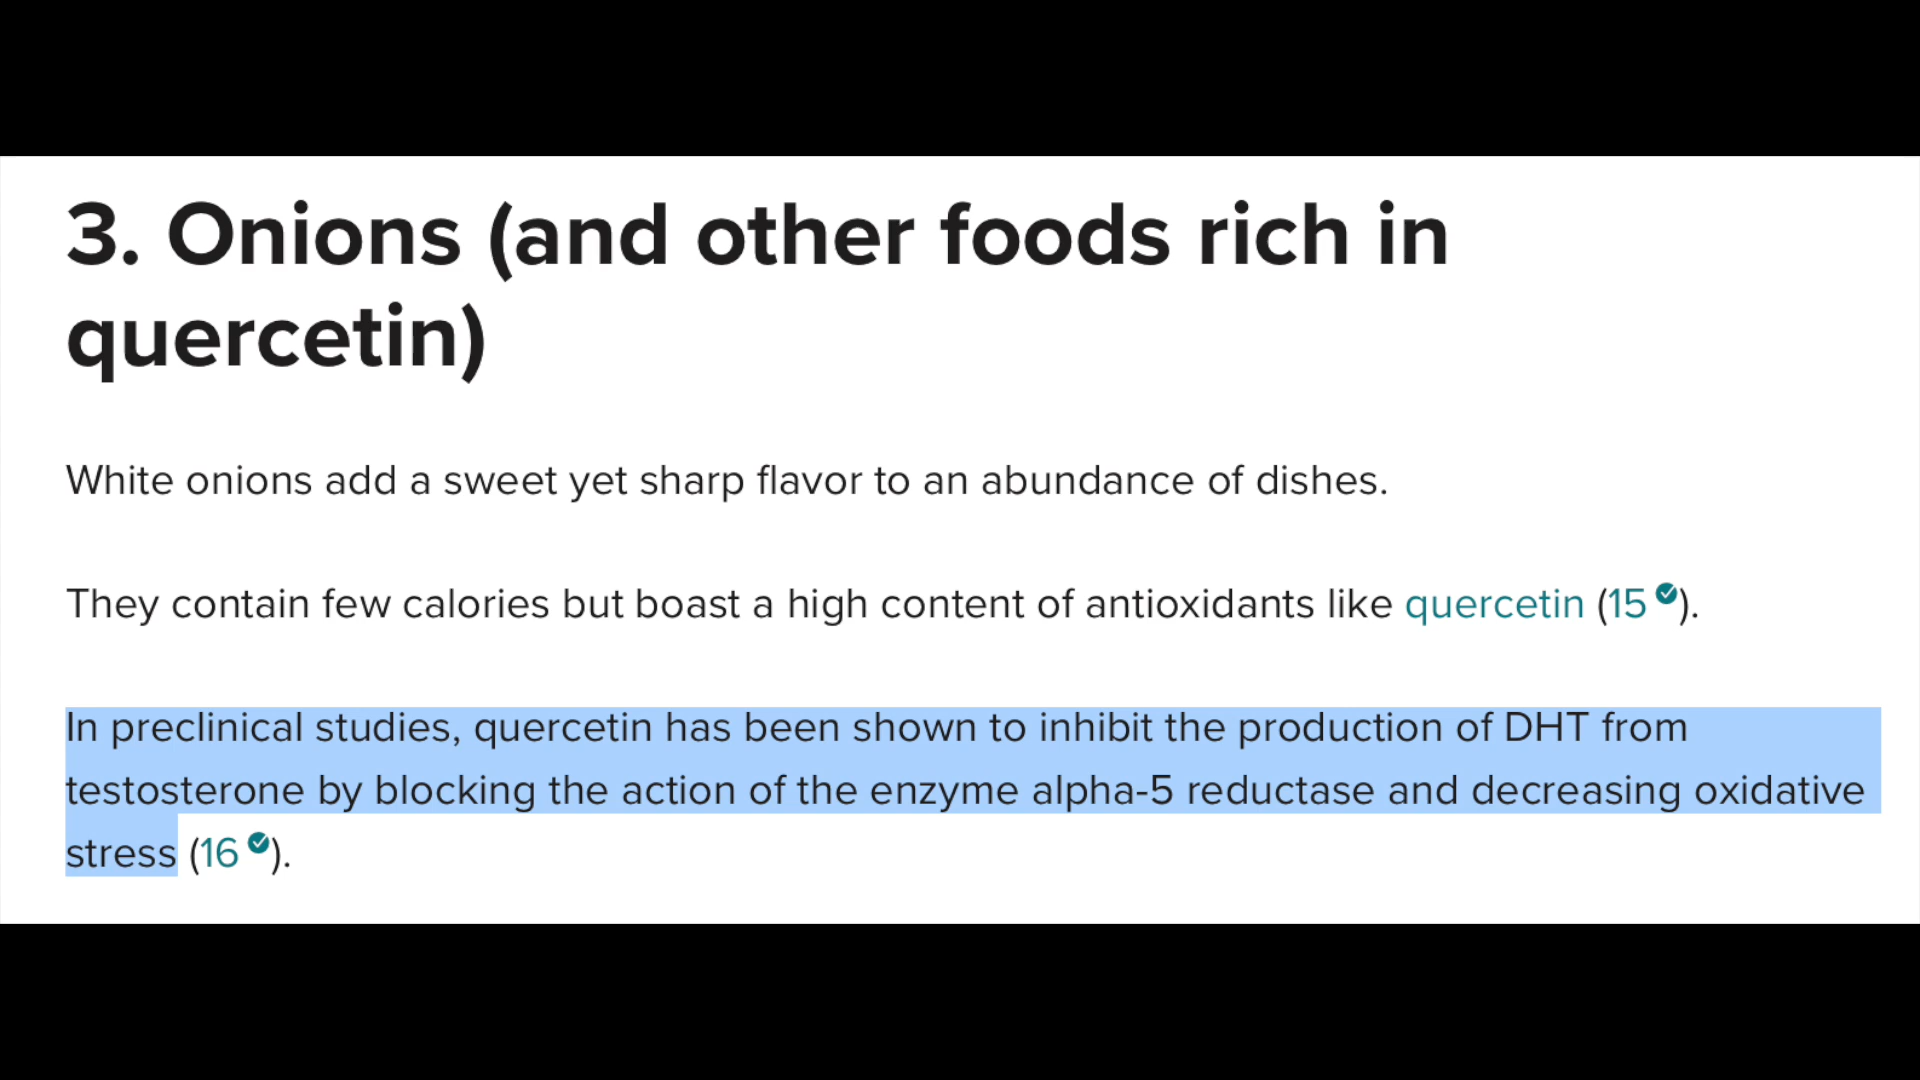 3. Onions (and other foods rich in
quercetin)
White onions add a sweet yet sharp flavor to an abundance of dishes.
They contain few calories but boast a high content of antioxidants like quercetin (15).
In preclinical studies, quercetin has been shown to inhibit the production of DHT from
testosterone by blocking the action of the enzyme alpha-5 reductase and decreasing oxidative
stress (16).